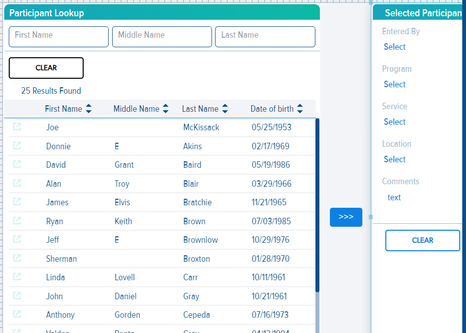 Participant Lookup
First Name Middle Name Last Name
CLEAR
25 Results Found
First Name Middle Name Last Name Date of birth
Joe McKissack 05/25/1953
Donnie E Akins 02/17/1969
David Grant Baird 05/19/1986
Alan Troy Blair 03/29/1966
James Elvis Bratchie 11/21/1965
Ryan Keith Brown 07/03/1985
Jeff E Brownlow 10/29/1976
Sherman Broxton 01/28/1970
Linda Lovell Carr 10/11/1961
John Daniel Gray 10/21/1961
Anthony Gorden Cepeda 07/16/1973
>>>
Selected Participan
Entered By
Select
Program
Select
Service
Select
Location
Select
Comments
text
CLEAR